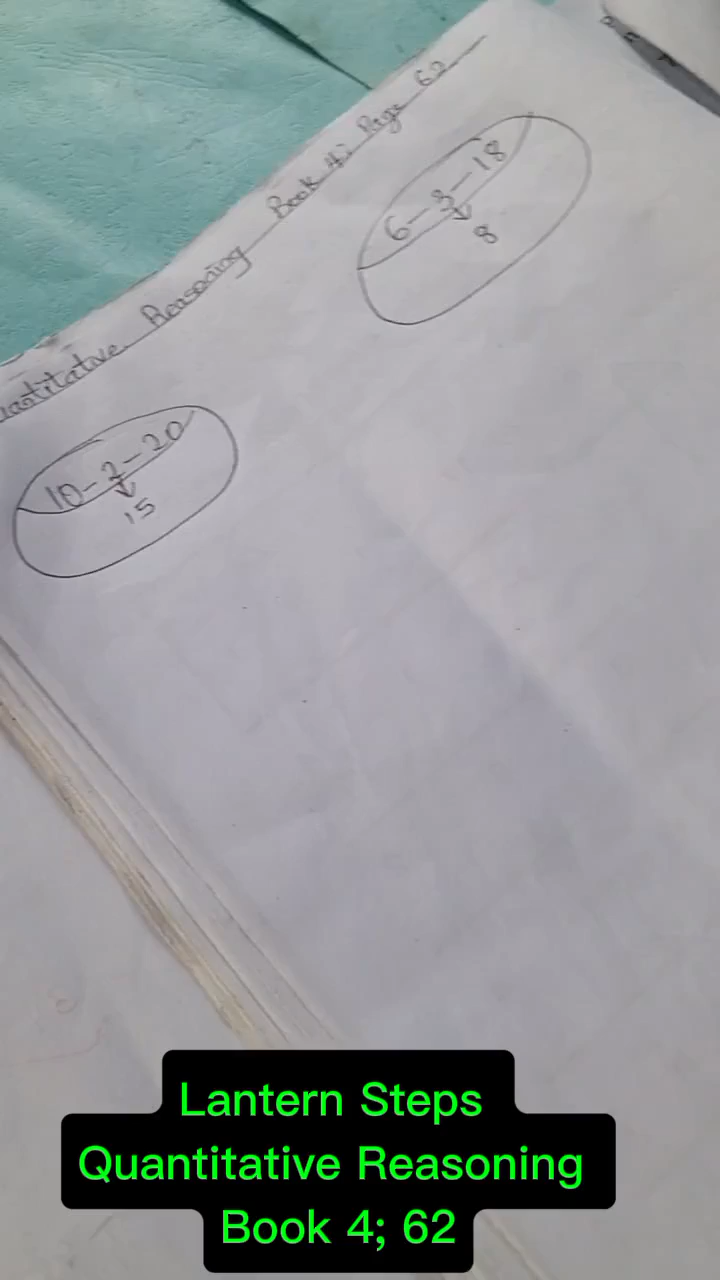 Quantitative Reasoning Book 4: Page 62
6-3-18
8
10-2-20
15
Lantern Steps
Quantitative Reasoning
Book 4; 62